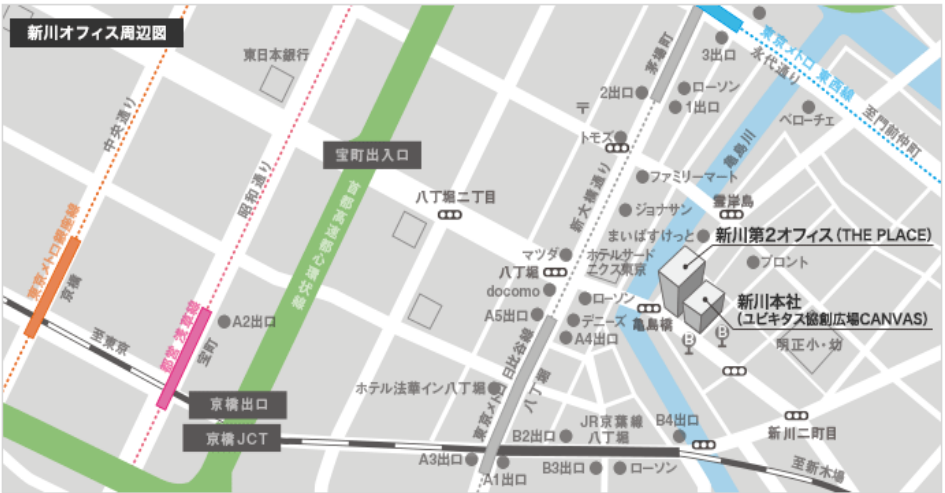 新川オフィス周辺図
東日本銀行
中央通り
昭和通り
宝町出入口
首都高速都心環状線
東京メトロ銀座線
京橋
都営 浅草線
宝町
A2出口
至東京
京橋出口
京橋JCT
八丁堀二丁目
茅場町
2出口
〒
トモズ
新大橋通り
3出口
ローソン
1出口
東京メトロ 東西線
永代通り
至門前仲町
ベローチェ
亀島川
ファミリーマート
ジョナサン
霊岸島
まいばすけっと
新川第2オフィス(THE PLACE)
プロント
マツダ
ホテルサード
ニクス東京
八丁堀
docomo
ローソン
亀島橋
新川本社
(ユビキタス協創広場CANVAS)
A5出口
デニーズ
A4出口
B
B
明正小・幼
ホテル法華イン八丁堀
東京メトロ 日比谷線
八丁堀
JR京葉線
八丁堀
B2出口
B4出口
新川二町目
A3出口
A1出口
B3出口
ローソン
至新木場